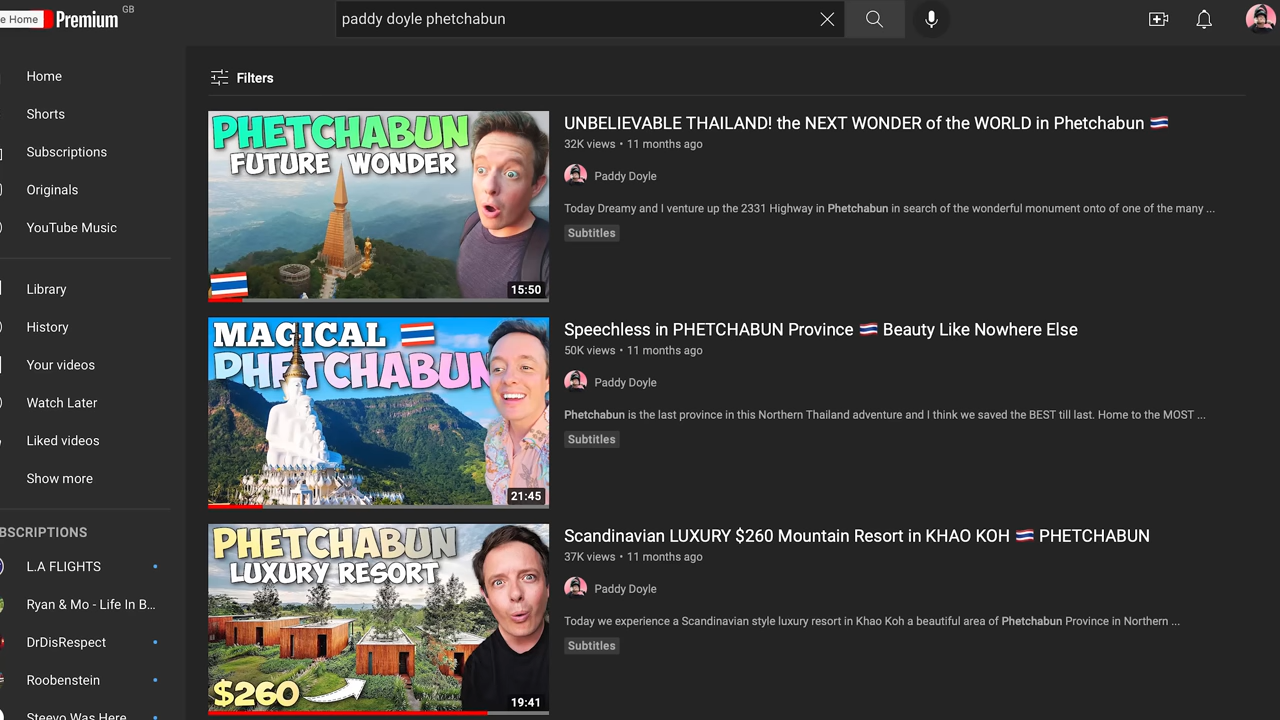 e Home
Premium GB
paddy doyle phetchabun
Home
Shorts
Subscriptions
Originals
YouTube Music
Library
History
Your videos
Watch Later
Liked videos
Show more
BSCRIPTIONS
L.A FLIGHTS
Ryan & Mo - Life In B...
DrDisRespect
Roobenstein
Steevo Was Here
Filters
PHETCHABUN
FUTURE WONDER
15:50
UNBELIEVABLE THAILAND! the NEXT WONDER of the WORLD in Phetchabun
32K views • 11 months ago
Paddy Doyle
Today Dreamy and I venture up the 2331 Highway in Phetchabun in search of the wonderful monument onto of one of the many ...
Subtitles
MAGICAL
PHETCHABUN
21:45
Speechless in PHETCHABUN Province Beauty Like Nowhere Else
50K views • 11 months ago
Paddy Doyle
Phetchabun is the last province in this Northern Thailand adventure and I think we saved the BEST till last. Home to the MOST ...
Subtitles
PHETCHABUN
LUXURY RESORT
$260
19:41
Scandinavian LUXURY $260 Mountain Resort in KHAO KOH PHETCHABUN
37K views • 11 months ago
Paddy Doyle
Today we experience a Scandinavian style luxury resort in Khao Koh a beautiful area of Phetchabun Province in Northern ...
Subtitles